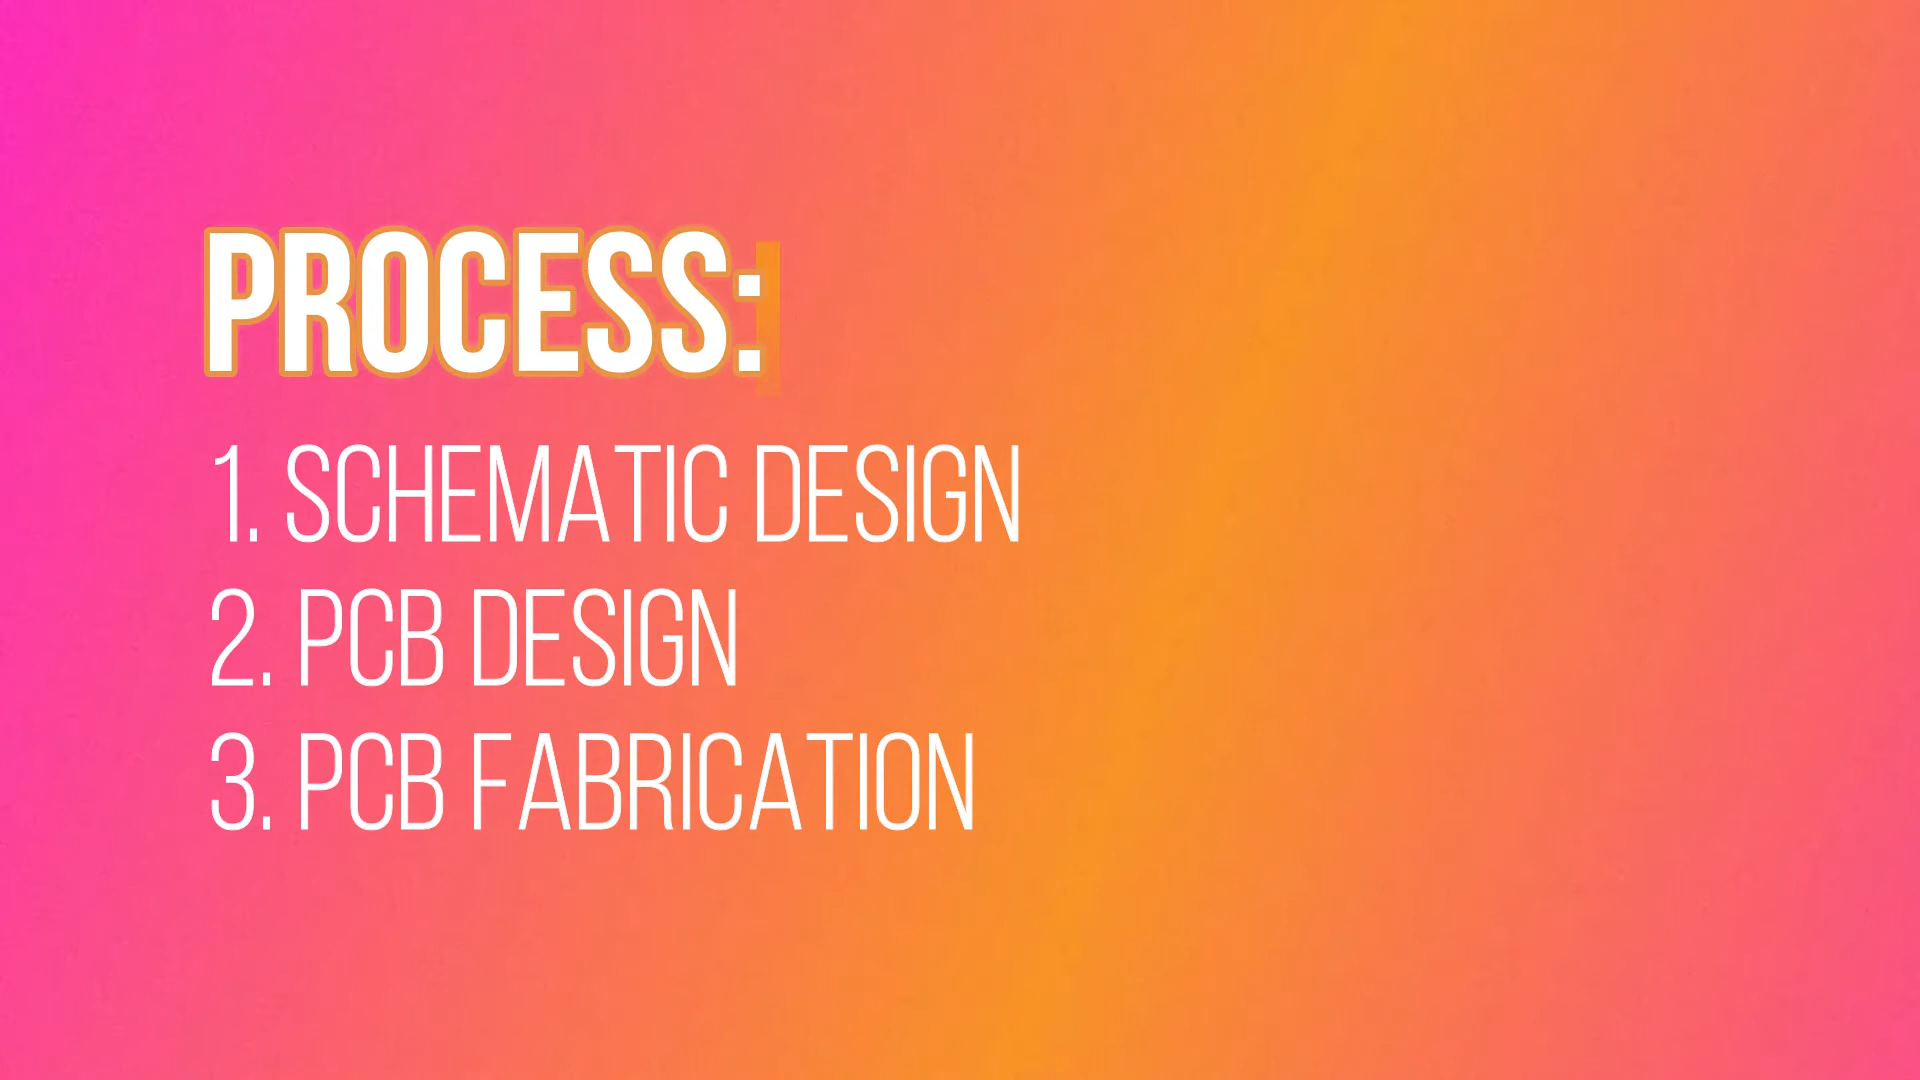 PROCESS:
1. SCHEMATIC DESIGN
2. PCB DESIGN
3. PCB FABRICATION